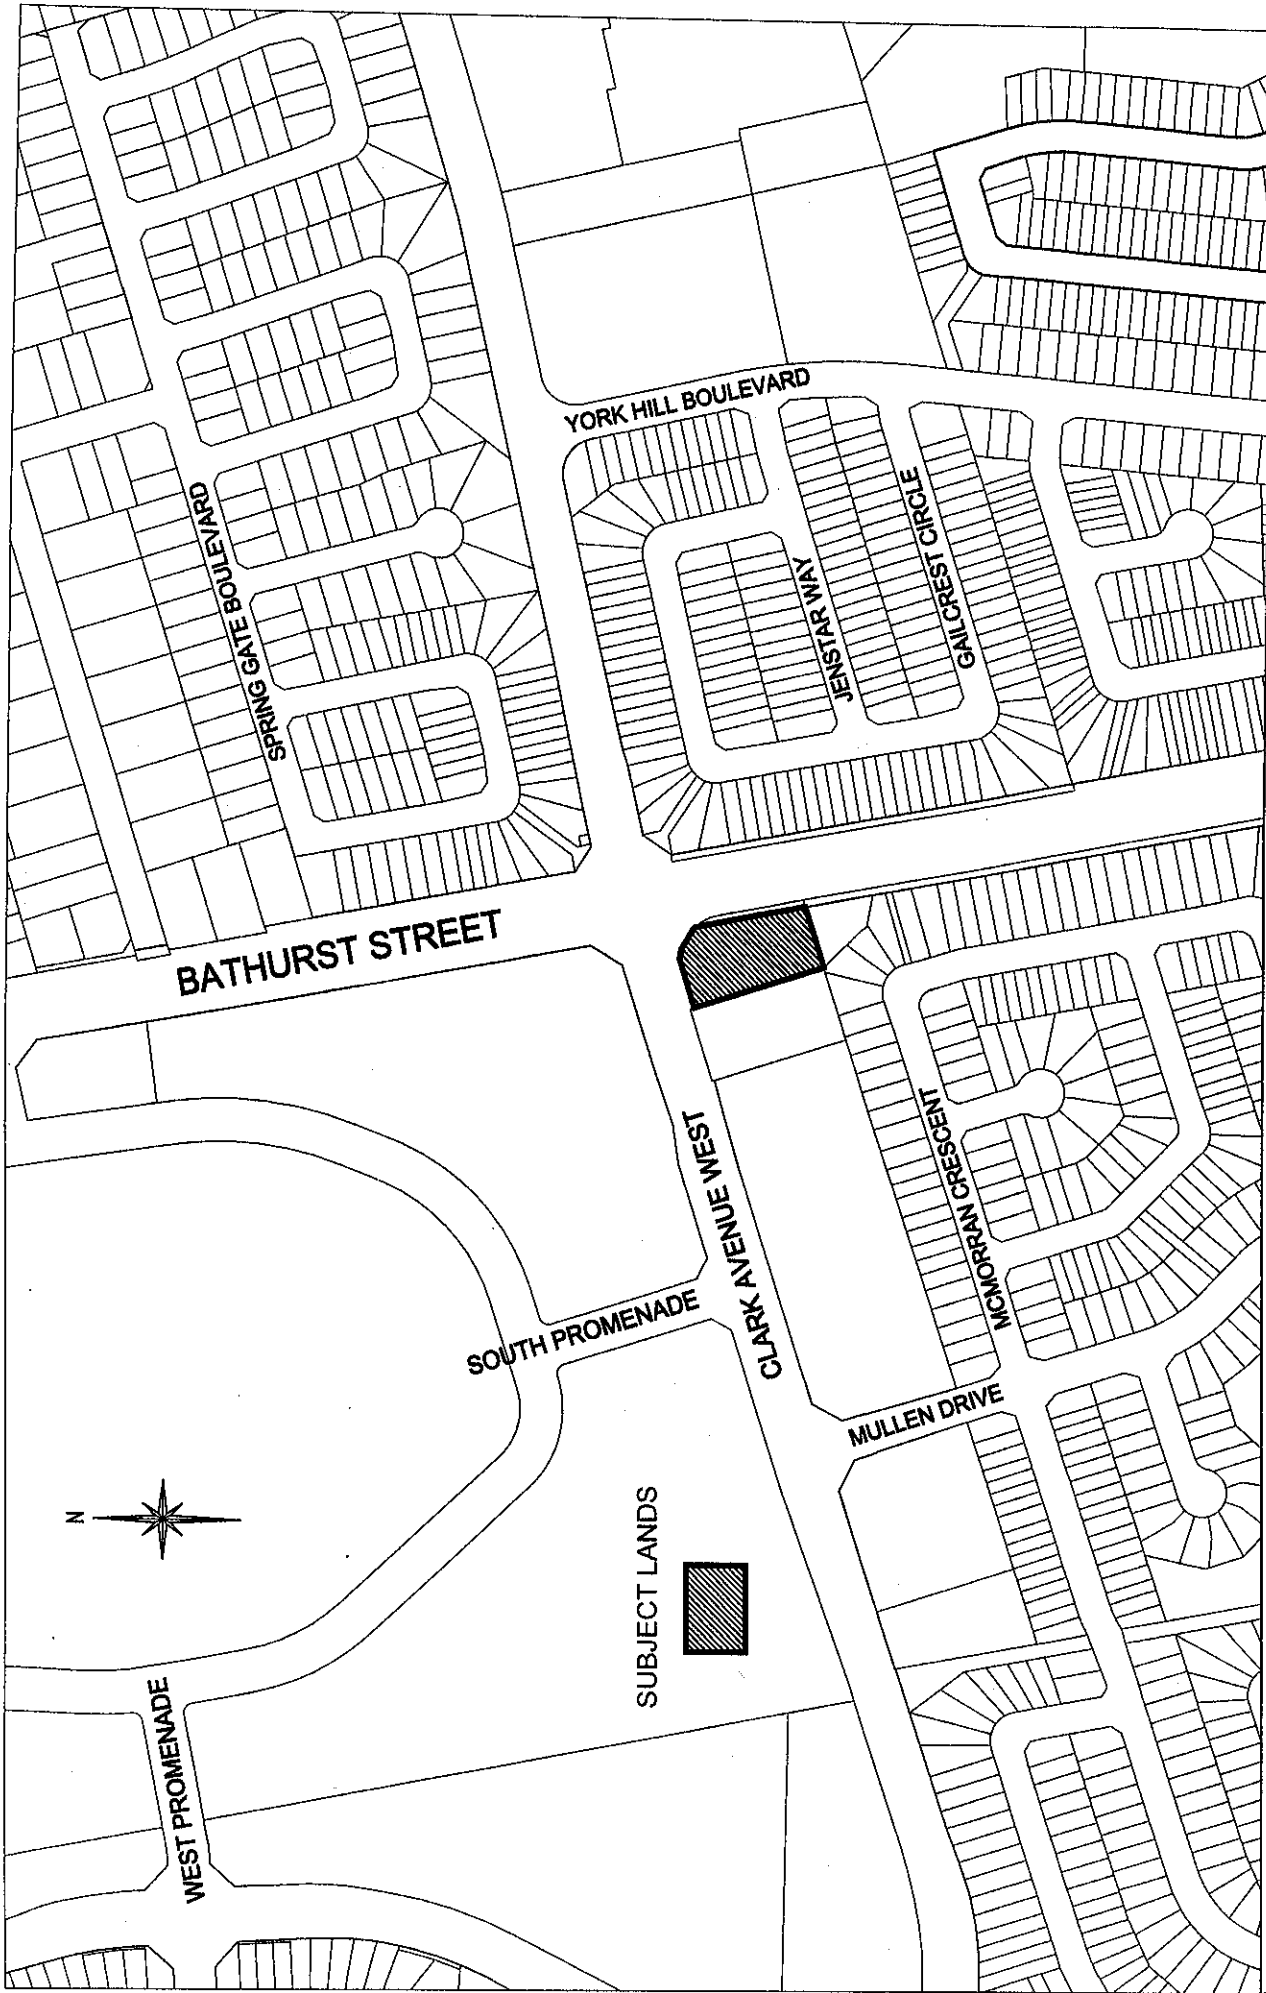 SPRING GATE BOULEVARD
YORK HILL BOULEVARD
JENSTAR WAY
GAILCREST CIRCLE
BATHURST STREET
CLARK AVENUE WEST
MCMORRAN CRESCENT
SOUTH PROMENADE
MULLEN DRIVE
N
SUBJECT LANDS
WEST PROMENADE